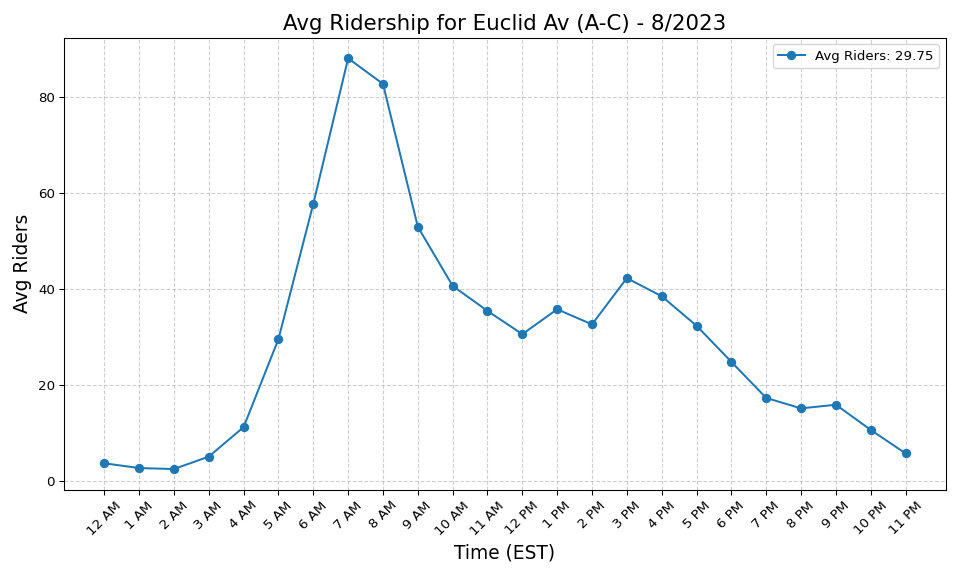 Avg Ridership for Euclid Av (A-C) - 8/2023
Avg Riders: 29.75
Avg Riders
80
60
40
20
0
12 AM
1 AM
2 AM
3 AM
4 AM
5 AM
6 AM
7 AM
8 AM
9 AM
10 AM
11 AM
12 PM
1 PM
2 PM
3 PM
4 PM
5 PM
6 PM
7 PM
8 PM
9 PM
10 PM
11 PM
Time (EST)